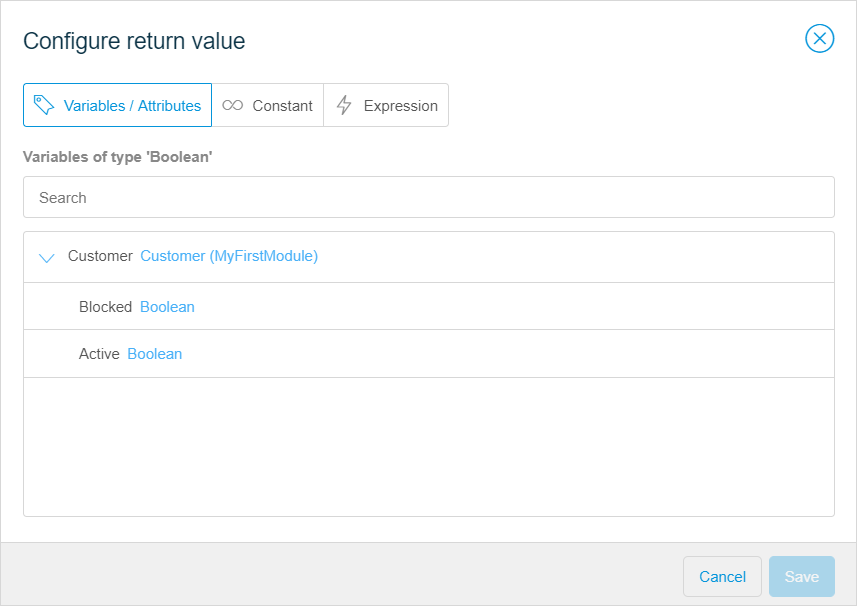 Configure return value
Variables / Attributes Constant Expression
Variables of type 'Boolean'
Search
Customer Customer (MyFirstModule)
Blocked Boolean
Active Boolean
Cancel Save